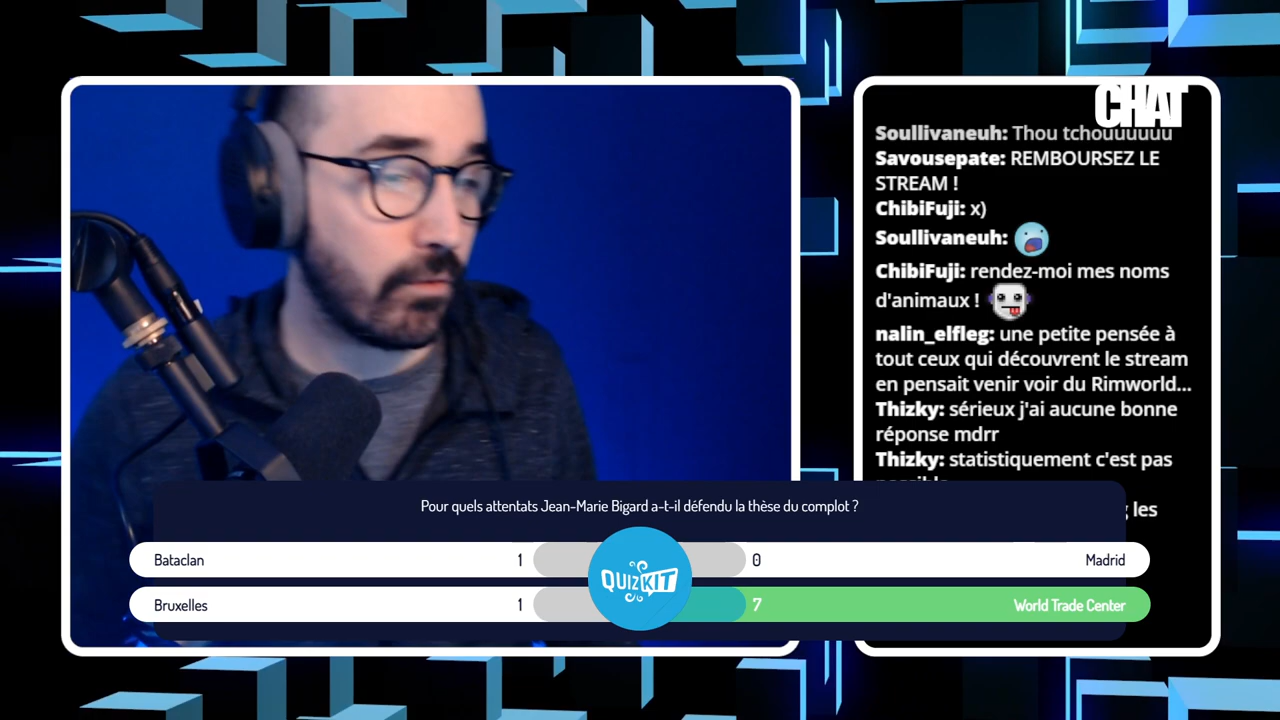 CHAT
Soullivaneuh: Thou tchouuuuuu
Savousepate: REMBOURSEZ LE
STREAM !
ChibiFuji: x)
Soullivaneuh:
ChibiFuji: rendez-moi mes noms
d'animaux !
nalin_elfleg: une petite pensée à
tout ceux qui découvrent le stream
en pensait venir voir du Rimworld...
Thizky: sérieux j'ai aucune bonne
réponse mdrr
Thizky: statistiquement c'est pas
les
Pour quels attentats Jean-Marie Bigard a-t-il défendu la thèse du complot ?
Bataclan 1 0 Madrid
QUIZKIT
Bruxelles 1 7 World Trade Center